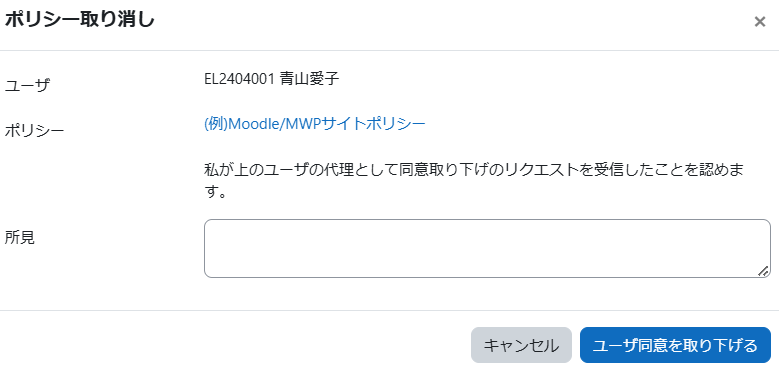 ポリシー取り消し
×
ユーザ
EL2404001 青山愛子
ポリシー
(例)Moodle/MWPサイトポリシー
私が上のユーザの代理として同意取り下げのリクエストを受信したことを認めま
す。
所見
キャンセル
ユーザ同意を取り下げる